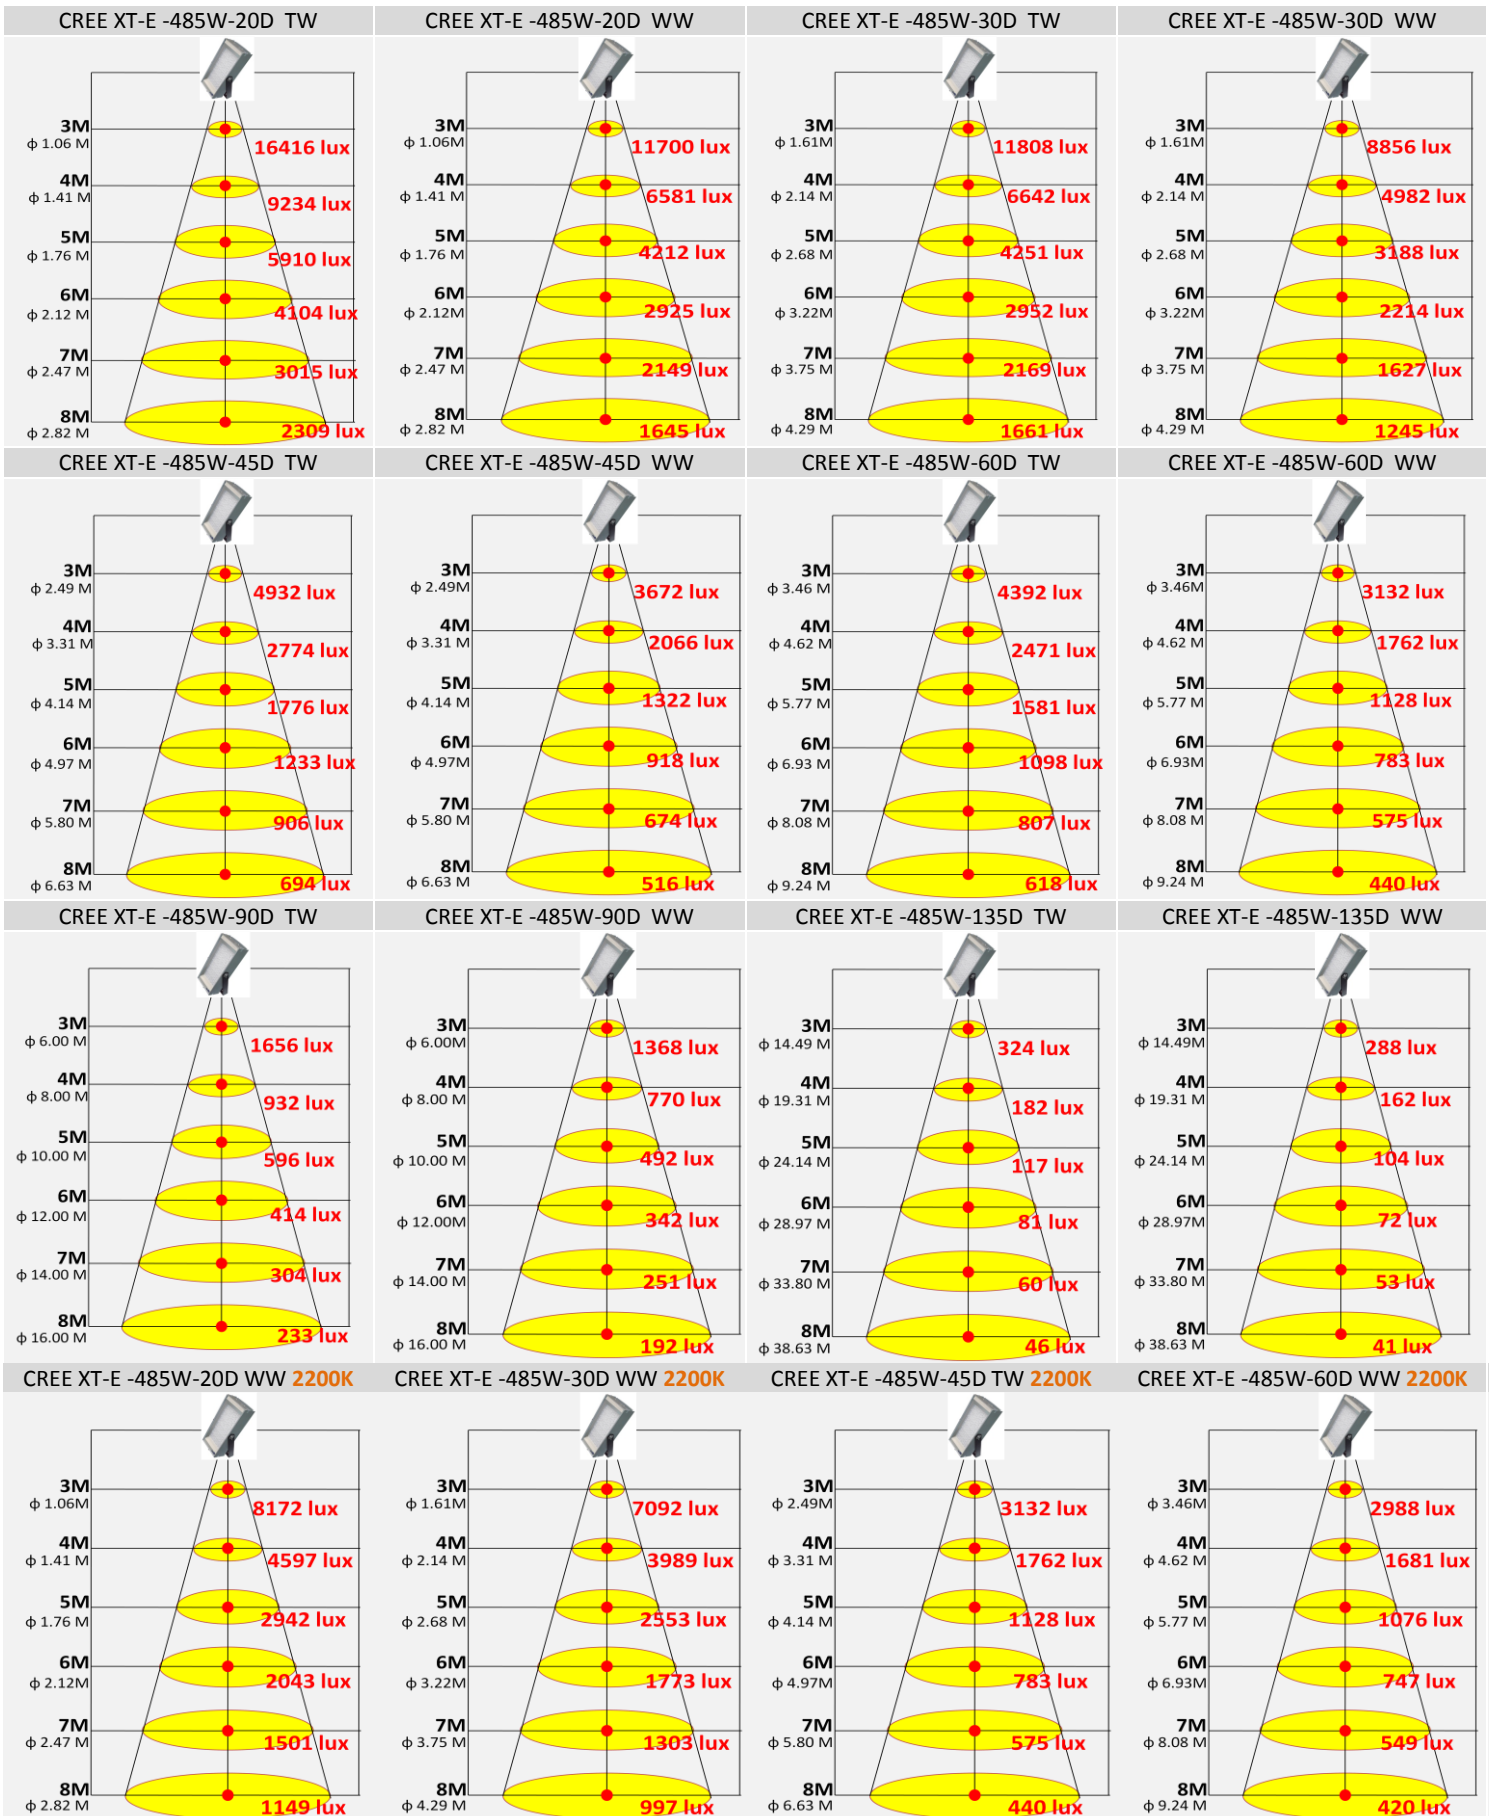 CREE XT-E -485W-20D TW
3M
ϕ 1.06 M
16416 lux
4M
ϕ 1.41 M
9234 lux
5M
ϕ 1.76 M
5910 lux
6M
ϕ 2.12 M
4104 lux
7M
ϕ 2.47 M
3015 lux
8M
ϕ 2.82 M
2309 lux
CREE XT-E -485W-20D WW
3M
ϕ 1.06M
11700 lux
4M
ϕ 1.41 M
6581 lux
5M
ϕ 1.76 M
4212 lux
6M
ϕ 2.12M
2925 lux
7M
ϕ 2.47 M
2149 lux
8M
ϕ 2.82 M
1645 lux
CREE XT-E -485W-30D TW
3M
ϕ 1.61M
11808 lux
4M
ϕ 2.14 M
6642 lux
5M
ϕ 2.68 M
4251 lux
6M
ϕ 3.22M
2952 lux
7M
ϕ 3.75 M
2169 lux
8M
ϕ 4.29 M
1661 lux
CREE XT-E -485W-30D WW
3M
ϕ 1.61M
8856 lux
4M
ϕ 2.14 M
4982 lux
5M
ϕ 2.68 M
3188 lux
6M
ϕ 3.22M
2214 lux
7M
ϕ 3.75 M
1627 lux
8M
ϕ 4.29 M
1245 lux
CREE XT-E -485W-45D TW
3M
ϕ 2.49 M
4932 lux
4M
ϕ 3.31 M
2774 lux
5M
ϕ 4.14 M
1776 lux
6M
ϕ 4.97 M
1233 lux
7M
ϕ 5.80 M
906 lux
8M
ϕ 6.63 M
694 lux
CREE XT-E -485W-45D WW
3M
ϕ 2.49M
3672 lux
4M
ϕ 3.31 M
2066 lux
5M
ϕ 4.14 M
1322 lux
6M
ϕ 4.97M
918 lux
7M
ϕ 5.80 M
674 lux
8M
ϕ 6.63 M
516 lux
CREE XT-E -485W-60D TW
3M
ϕ 3.46 M
4392 lux
4M
ϕ 4.62 M
2471 lux
5M
ϕ 5.77 M
1581 lux
6M
ϕ 6.93 M
1098 lux
7M
ϕ 8.08 M
807 lux
8M
ϕ 9.24 M
618 lux
CREE XT-E -485W-60D WW
3M
ϕ 3.46M
3132 lux
4M
ϕ 4.62 M
1762 lux
5M
ϕ 5.77 M
1128 lux
6M
ϕ 6.93M
783 lux
7M
ϕ 8.08 M
575 lux
8M
ϕ 9.24 M
440 lux
CREE XT-E -485W-90D TW
3M
ϕ 6.00 M
1656 lux
4M
ϕ 8.00 M
932 lux
5M
ϕ 10.00 M
596 lux
6M
ϕ 12.00 M
414 lux
7M
ϕ 14.00 M
304 lux
8M
ϕ 16.00 M
233 lux
CREE XT-E -485W-90D WW
3M
ϕ 6.00M
1368 lux
4M
ϕ 8.00 M
770 lux
5M
ϕ 10.00 M
492 lux
6M
ϕ 12.00M
342 lux
7M
ϕ 14.00 M
251 lux
8M
ϕ 16.00 M
192 lux
CREE XT-E -485W-135D TW
3M
ϕ 14.49 M
324 lux
4M
ϕ 19.31 M
182 lux
5M
ϕ 24.14 M
117 lux
6M
ϕ 28.97 M
81 lux
7M
ϕ 33.80 M
60 lux
8M
ϕ 38.63 M
46 lux
CREE XT-E -485W-135D WW
3M
ϕ 14.49M
288 lux
4M
ϕ 19.31 M
162 lux
5M
ϕ 24.14 M
104 lux
6M
ϕ 28.97M
72 lux
7M
ϕ 33.80 M
53 lux
8M
ϕ 38.63 M
41 lux
CREE XT-E -485W-20D WW 2200K
3M
ϕ 1.06M
8172 lux
4M
ϕ 1.41 M
4597 lux
5M
ϕ 1.76 M
2942 lux
6M
ϕ 2.12M
2043 lux
7M
ϕ 2.47 M
1501 lux
8M
ϕ 2.82 M
1149 lux
CREE XT-E -485W-30D WW 2200K
3M
ϕ 1.61M
7092 lux
4M
ϕ 2.14 M
3989 lux
5M
ϕ 2.68 M
2553 lux
6M
ϕ 3.22M
1773 lux
7M
ϕ 3.75 M
1303 lux
8M
ϕ 4.29 M
997 lux
CREE XT-E -485W-45D TW 2200K
3M
ϕ 2.49M
3132 lux
4M
ϕ 3.31 M
1762 lux
5M
ϕ 4.14 M
1128 lux
6M
ϕ 4.97M
783 lux
7M
ϕ 5.80 M
575 lux
8M
ϕ 6.63 M
440 lux
CREE XT-E -485W-60D WW 2200K
3M
ϕ 3.46M
2988 lux
4M
ϕ 4.62 M
1681 lux
5M
ϕ 5.77 M
1076 lux
6M
ϕ 6.93M
747 lux
7M
ϕ 8.08 M
549 lux
8M
ϕ 9.24 M
420 lux